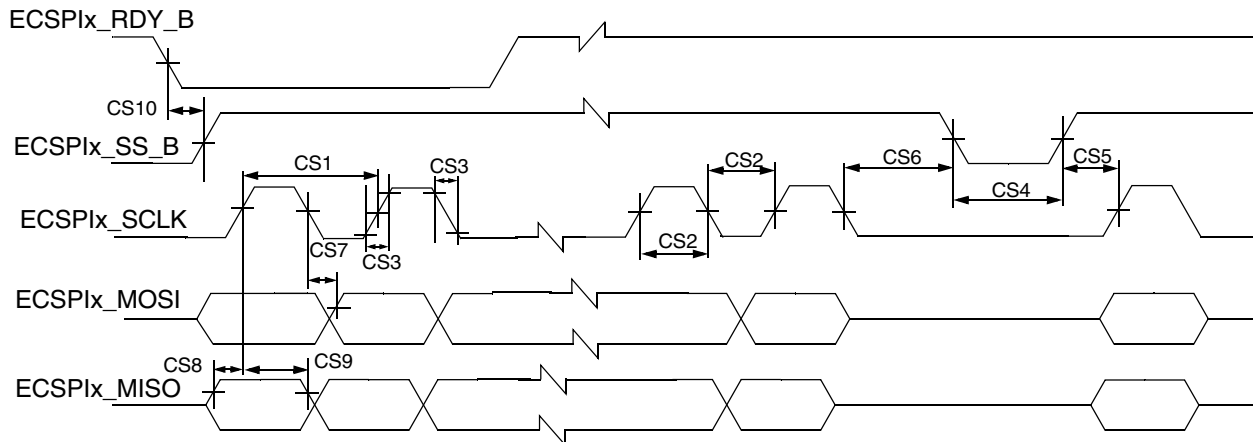 ECSPIx_RDY_B
CS10
ECSPIx_SS_B
CS1
CS3
CS2
CS6
CS5
CS4
ECSPIx_SCLK
CS7
CS3
CS2
ECSPIx_MOSI
CS8
CS9
ECSPIx_MISO